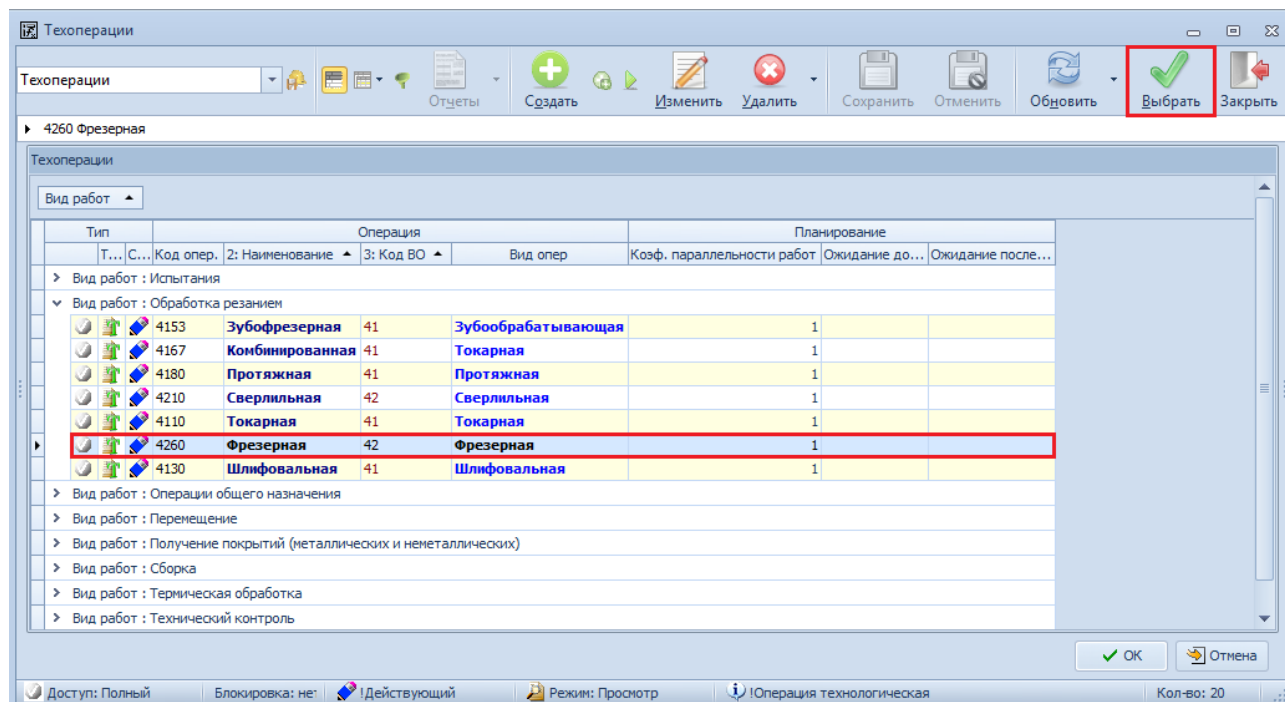 Техоперации
Техоперации
Отчеты
Создать
Изменить
Удалить
Сохранить
Отменить
Обновить
Выбрать
Закрыть
4260 Фрезерная
Техоперации
Вид работ
Тип Операция Планирование
Т... С... Код опер. 2: Наименование 3: Код ВО Вид опер Коэф. параллельности работ Ожидание до... Ожидание после...
Вид работ : Испытания
Вид работ : Обработка резанием
4153 Зубофрезерная 41 Зубообрабатывающая 1
4167 Комбинированная 41 Токарная 1
4180 Протяжная 41 Протяжная 1
4210 Сверлильная 42 Сверлильная 1
4110 Токарная 41 Токарная 1
4260 Фрезерная 42 Фрезерная 1
4130 Шлифовальная 41 Шлифовальная 1
Вид работ : Операции общего назначения
Вид работ : Перемещение
Вид работ : Получение покрытий (металлических и неметаллических)
Вид работ : Сборка
Вид работ : Термическая обработка
Вид работ : Технический контроль
ОК
Отмена
Доступ: Полный Блокировка: нет !Действующий Режим: Просмотр !Операция технологическая Кол-во: 20